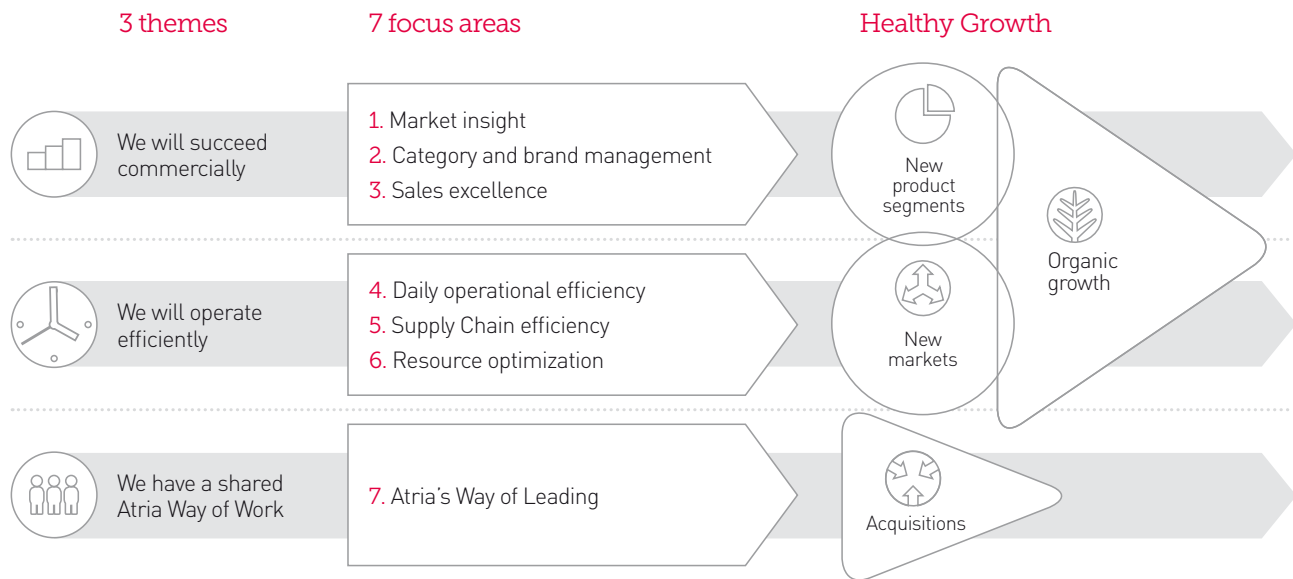 3 themes
7 focus areas
Healthy Growth
We will succeed
commercially
1. Market insight
2. Category and brand management
3. Sales excellence
New
product
segments
Organic
growth
We will operate
efficiently
4. Daily operational efficiency
5. Supply Chain efficiency
6. Resource optimization
New
markets
We have a shared
Atria Way of Work
7. Atria’s Way of Leading
Acquisitions